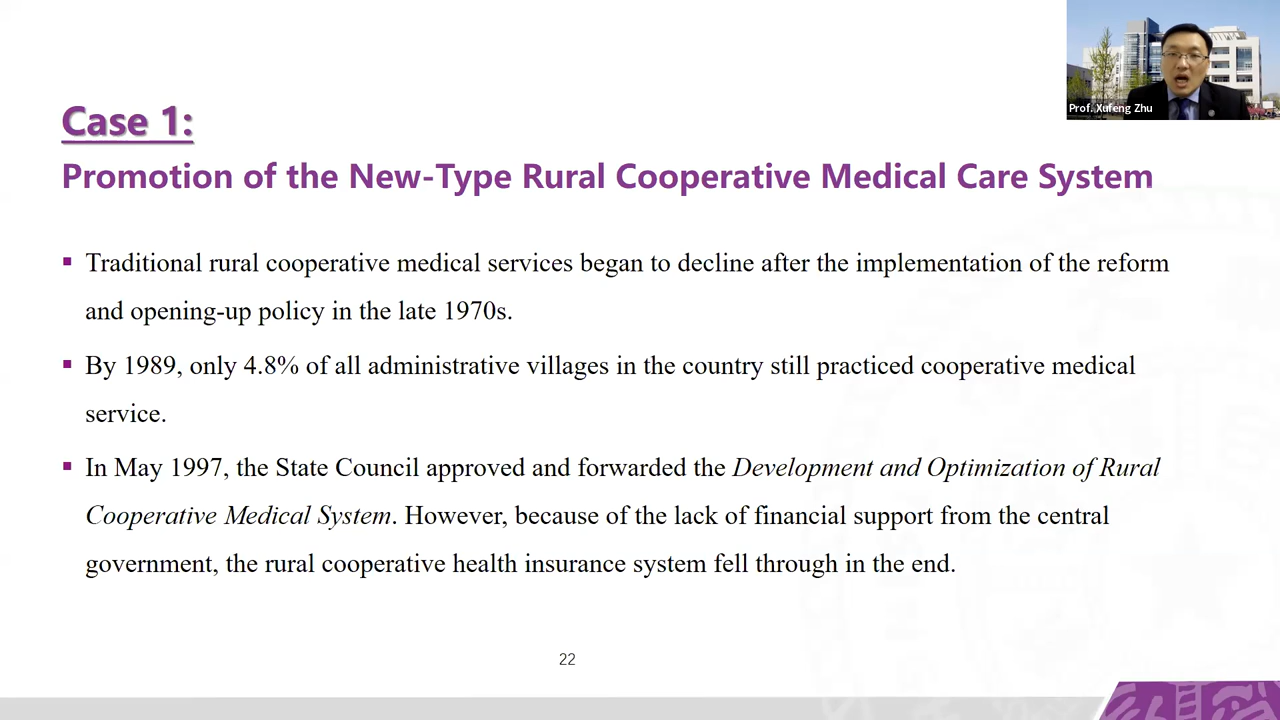 Prof. Xufeng Zhu
Case 1:
Promotion of the New-Type Rural Cooperative Medical Care System
▪ Traditional rural cooperative medical services began to decline after the implementation of the reform
and opening-up policy in the late 1970s.
▪ By 1989, only 4.8% of all administrative villages in the country still practiced cooperative medical
service.
▪ In May 1997, the State Council approved and forwarded the Development and Optimization of Rural
Cooperative Medical System. However, because of the lack of financial support from the central
government, the rural cooperative health insurance system fell through in the end.
22